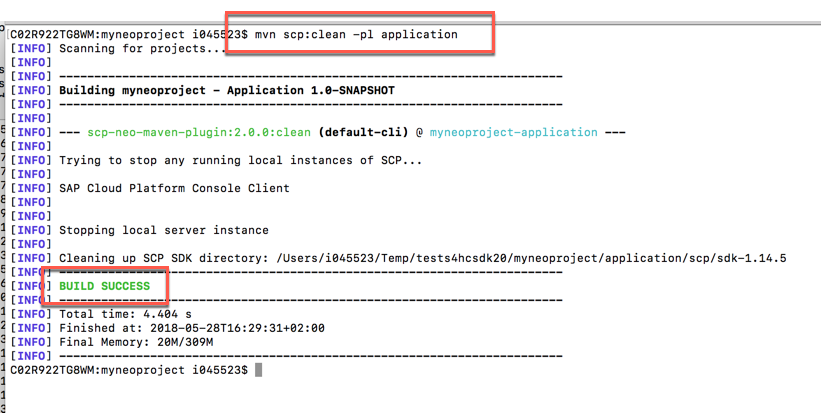 C02R922TG8WM:myneoproject i045523$ mvn scp:clean -pl application
[INFO] Scanning for projects...
[INFO]
[INFO] ------------------------------------------------------------------------
[INFO] Building myneoproject - Application 1.0-SNAPSHOT
[INFO] ------------------------------------------------------------------------
[INFO]
[INFO] --- scp-neo-maven-plugin:2.0.0:clean (default-cli) @ myneoproject-application ---
[INFO]
[INFO] Trying to stop any running local instances of SCP...
[INFO]
[INFO] SAP Cloud Platform Console Client
[INFO]
[INFO]
[INFO] Stopping local server instance
[INFO]
[INFO] Cleaning up SCP SDK directory: /Users/i045523/Temp/tests4hcsdk20/myneoproject/application/scp/sdk-1.14.5
[INFO] ------------------------------------------------------------------------
[INFO] BUILD SUCCESS
[INFO] ------------------------------------------------------------------------
[INFO] Total time: 4.404 s
[INFO] Finished at: 2018-05-28T16:29:31+02:00
[INFO] Final Memory: 20M/309M
[INFO] ------------------------------------------------------------------------
C02R922TG8WM:myneoproject i045523$